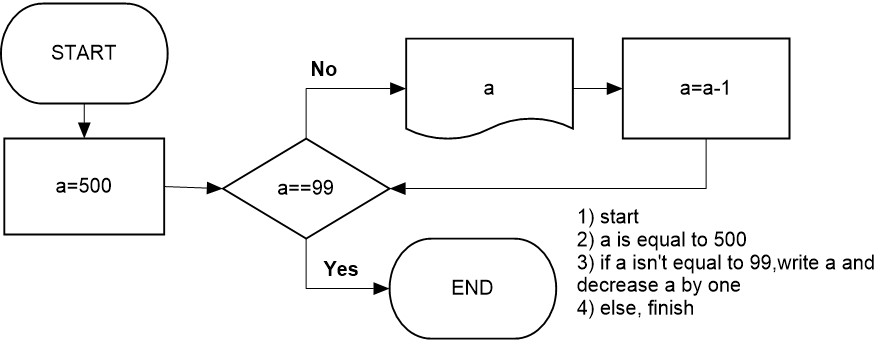 START
No
a
a=a-1
a=500
a==99
1) start
2) a is equal to 500
3) if a isn't equal to 99,write a and
decrease a by one
4) else, finish
Yes
END